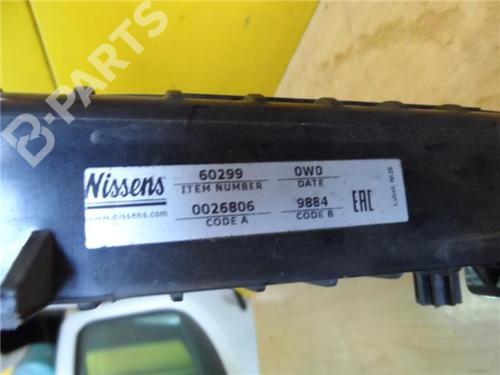 B-PARTS
Nissens
www.nissens.com
60299
ITEM NUMBER
0W0
DATE
0026806
CODE A
9884
CODE B
EAC